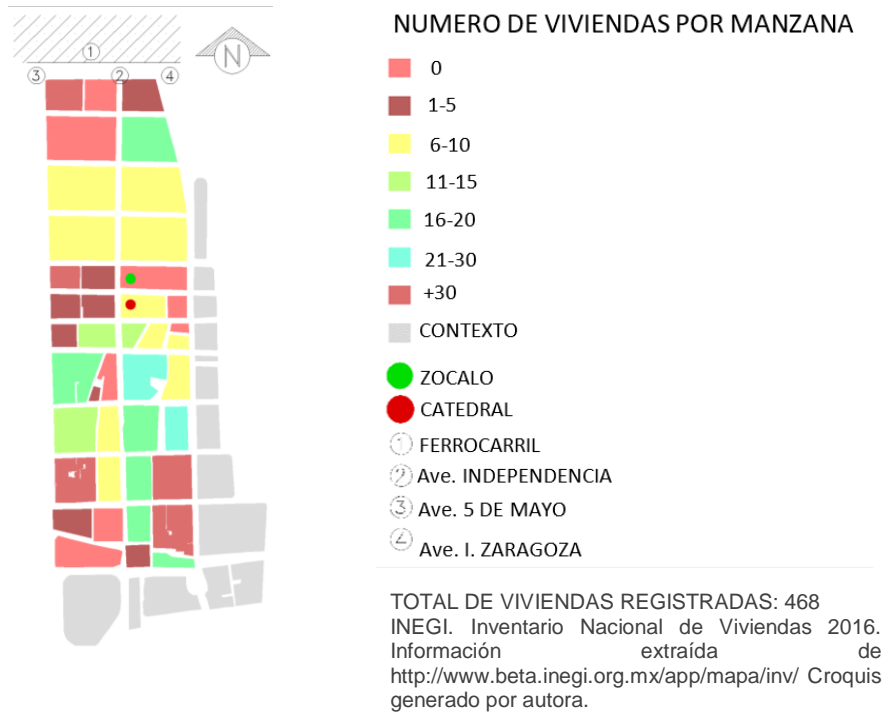 NUMERO DE VIVIENDAS POR MANZANA
1
N
3
2
4
0
1-5
6-10
11-15
16-20
21-30
+30
CONTEXTO
ZOCALO
CATEDRAL
1 FERROCARRIL
2 Ave. INDEPENDENCIA
3 Ave. 5 DE MAYO
4 Ave. I. ZARAGOZA
TOTAL DE VIVIENDAS REGISTRADAS: 468
INEGI. Inventario Nacional de Viviendas 2016.
Información extraída de
http://www.beta.inegi.org.mx/app/mapa/inv/ Croquis
generado por autora.